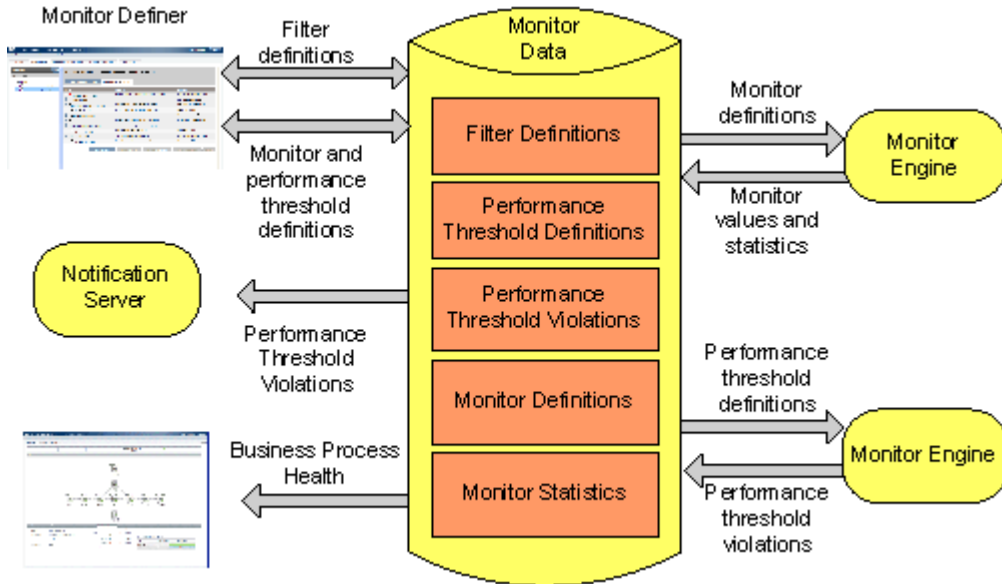 Monitor Definer
Filter
definitions
Monitor and
performance
threshold
definitions
Notification
Server
Performance
Threshold
Violations
Business Process
Health
Monitor
Data
Filter Definitions
Performance
Threshold Definitions
Performance
Threshold Violations
Monitor Definitions
Monitor Statistics
Monitor
definitions
Monitor
Engine
Monitor
values and
statistics
Performance
threshold
definitions
Monitor Engine
Performance
threshold
violations